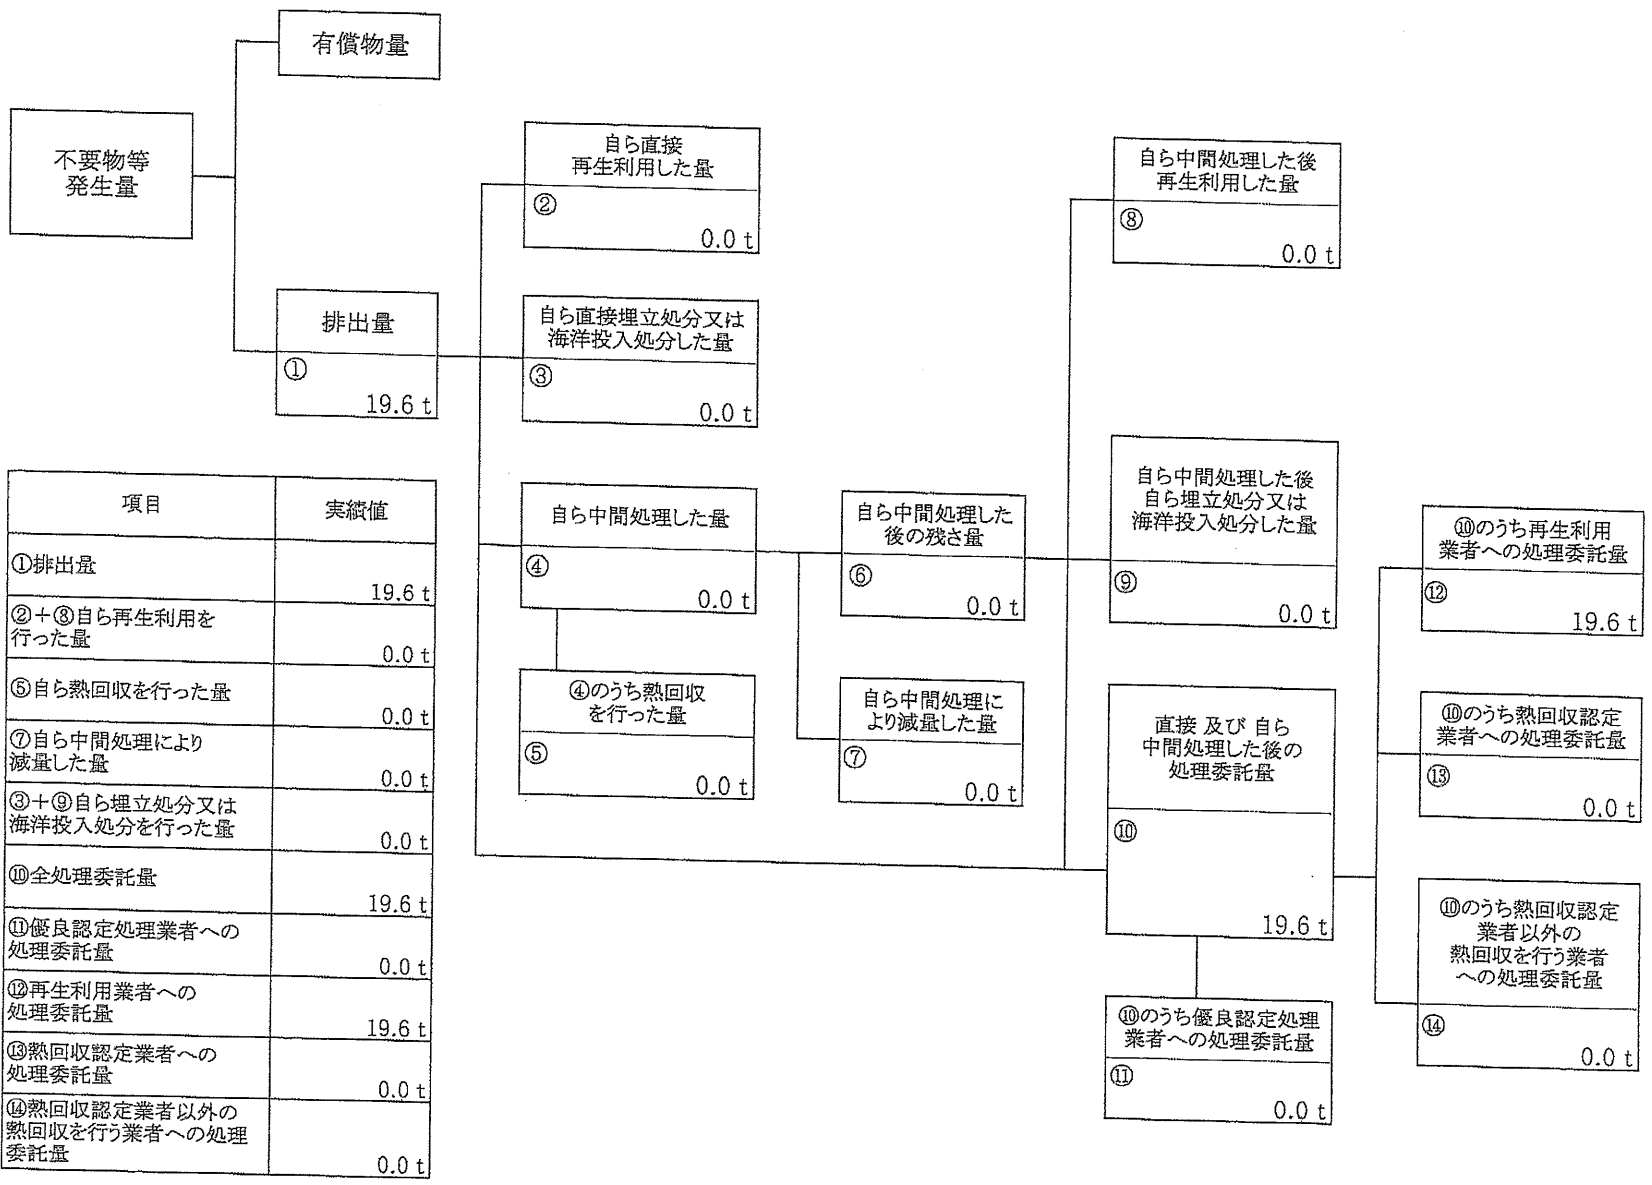 有償物量
不要物等
発生量
排出量
①
19.6 t
自ら直接
再生利用した量
②
0.0 t
自ら直接埋立処分又は
海洋投入処分した量
③
0.0 t
自ら中間処理した量
④
0.0 t
④のうち熱回収
を行った量
⑤
0.0 t
自ら中間処理した
後の残さ量
⑥
0.0 t
自ら中間処理に
より減量した量
⑦
0.0 t
自ら中間処理した後
再生利用した量
⑧
0.0 t
自ら中間処理した後
自ら埋立処分又は
海洋投入処分した量
⑨
0.0 t
直接 及び 自ら
中間処理した後の
処理委託量
⑩
19.6 t
⑩のうち優良認定処理
業者への処理委託量
⑪
0.0 t
⑩のうち再生利用
業者への処理委託量
⑫
19.6 t
⑩のうち熱回収認定
業者への処理委託量
⑬
0.0 t
⑩のうち熱回収認定
業者以外の
熱回収を行う業者
への処理委託量
⑭
0.0 t
項目 実績値
①排出量
19.6 t
②＋⑧自ら再生利用を
行った量
0.0 t
⑤自ら熱回収を行った量
0.0 t
⑦自ら中間処理により
減量した量
0.0 t
③＋⑨自ら埋立処分又は
海洋投入処分を行った量
0.0 t
⑩全処理委託量
19.6 t
⑪優良認定処理業者への
処理委託量
0.0 t
⑫再生利用業者への
処理委託量
19.6 t
⑬熱回収認定業者への
処理委託量
0.0 t
⑭熱回収認定業者以外の
熱回収を行う業者への処理
委託量
0.0 t